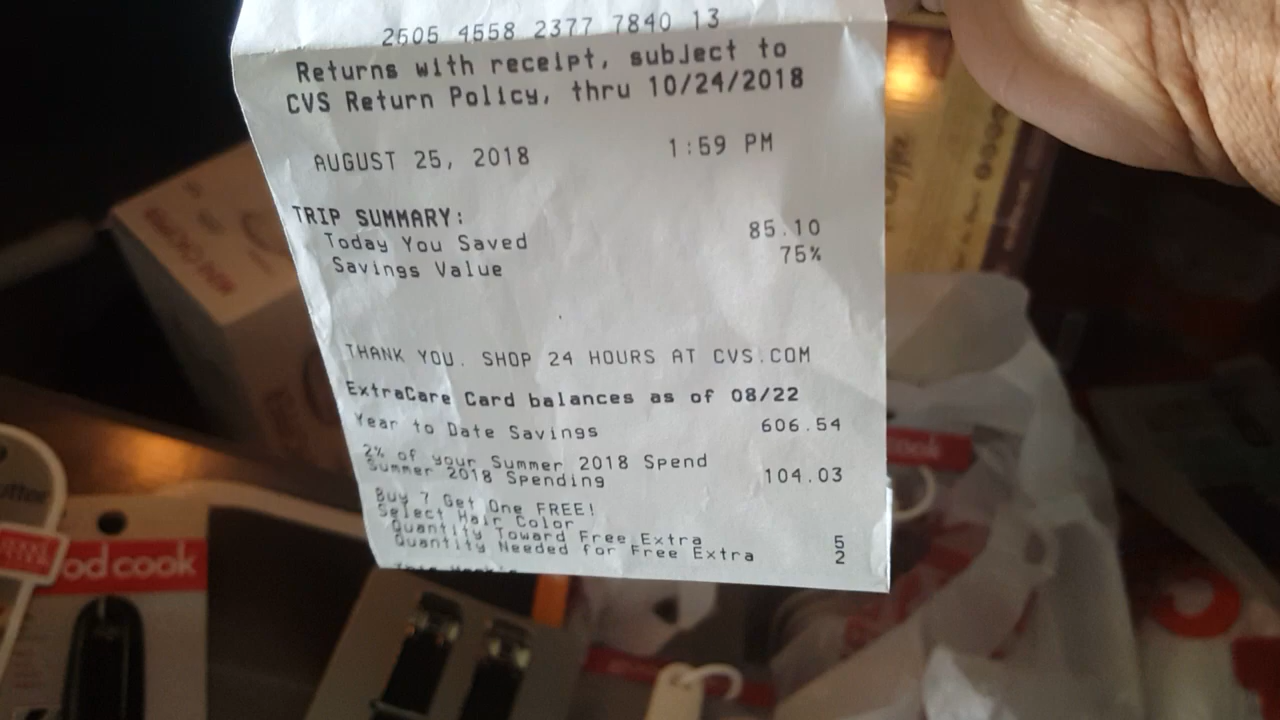 2505 4558 2377 7840 13
Returns with receipt, subject to
CVS Return Policy, thru 10/24/2018
AUGUST 25, 2018 1:59 PM
TRIP SUMMARY:
Today You Saved 85.10
Savings Value 75%
THANK YOU. SHOP 24 HOURS AT CVS.COM
ExtraCare Card balances as of 08/22
Year to Date Savings 606.54
2% of your Summer 2018 Spend
Summer 2018 Spending 104.03
Buy 7 Get One FREE!
Select Hair Color
Quantity Toward Free Extra 5
Quantity Needed for Free Extra 2
od cook
ook